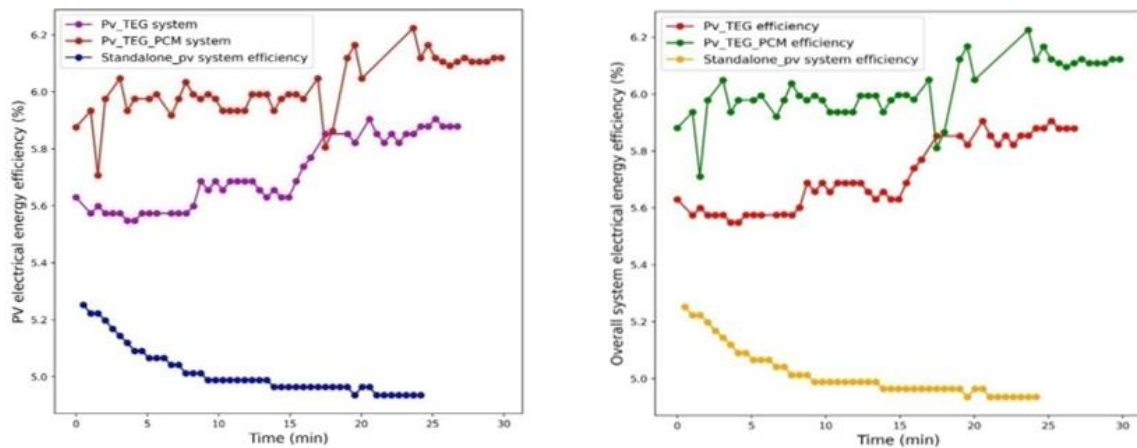 Pv_TEG system
Pv_TEG_PCM system
Standalone_pv system efficiency
PV electrical energy efficiency (%)
6.2
6.0
5.8
5.6
5.4
5.2
5.0
0 5 10 15 20 25 30
Time (min)
Pv_TEG efficiency
Pv_TEG_PCM efficiency
Standalone_pv system efficiency
Overall system electrical energy efficiency (%)
6.2
6.0
5.8
5.6
5.4
5.2
5.0
0 5 10 15 20 25 30
Time (min)